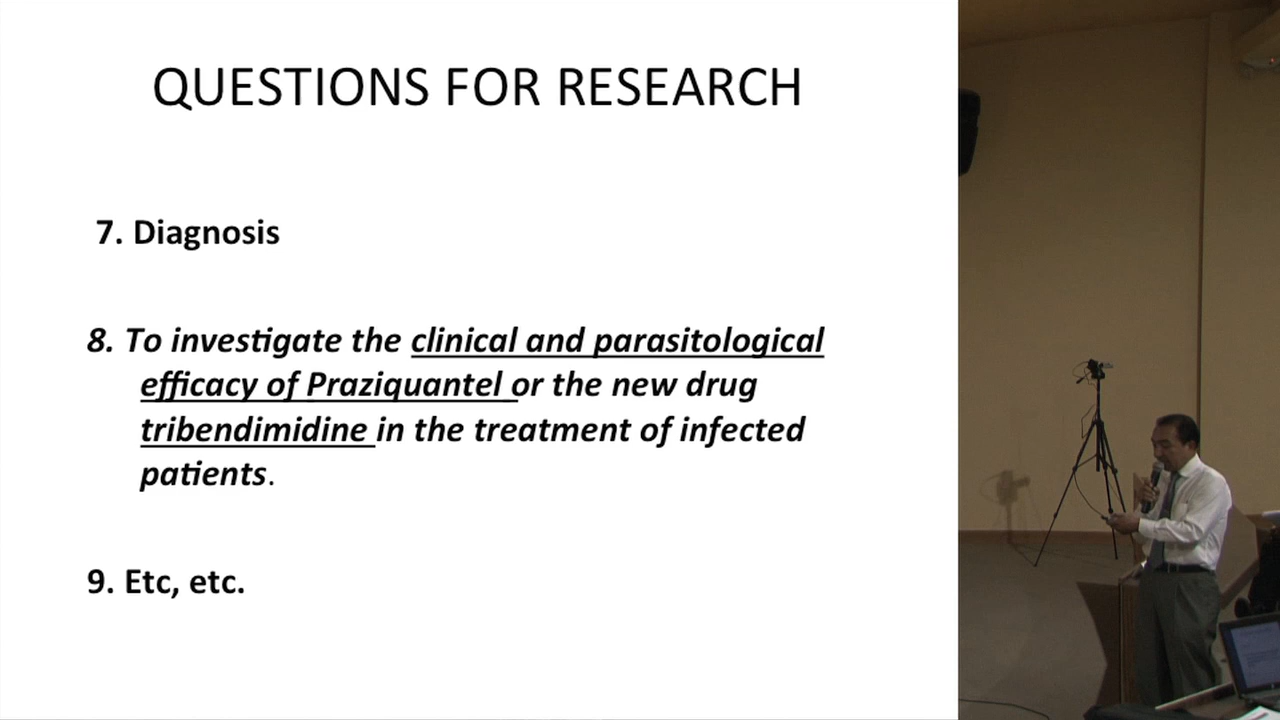 QUESTIONS FOR RESEARCH
7. Diagnosis
8. To investigate the clinical and parasitological
efficacy of Praziquantel or the new drug
tribendimidine in the treatment of infected
patients.
9. Etc, etc.